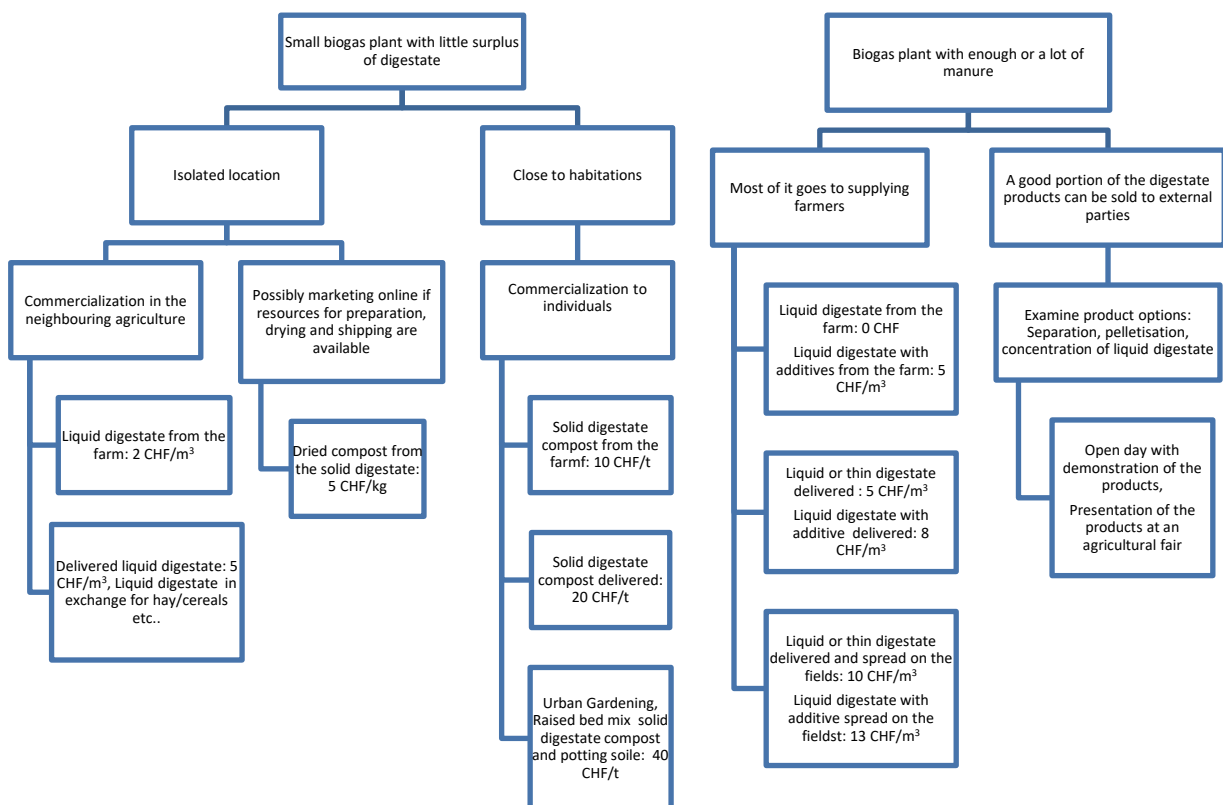 Small biogas plant with little surplus
of digestate
Isolated location
Commercialization in the
neighbouring agriculture
Liquid digestate from the
farm: 2 CHF/m³
Delivered liquid digestate: 5
CHF/m³, Liquid digestate in
exchange for hay/cereals
etc..
Possibly marketing online if
resources for preparation,
drying and shipping are
available
Dried compost from
the solid digestate:
5 CHF/kg
Close to habitations
Commercialization to
individuals
Solid digestate
compost from the
farmf: 10 CHF/t
Solid digestate
compost delivered:
20 CHF/t
Urban Gardening,
Raised bed mix solid
digestate compost
and potting soile: 40
CHF/t
Biogas plant with enough or a lot of
manure
Most of it goes to supplying
farmers
Liquid digestate from the
farm: 0 CHF
Liquid digestate with
additives from the farm: 5
CHF/m³
Liquid or thin digestate
delivered : 5 CHF/m³
Liquid digestate with
additive delivered: 8
CHF/m³
Liquid or thin digestate
delivered and spread on the
fields: 10 CHF/m³
Liquid digestate with
additive spread on the
fieldst: 13 CHF/m³
A good portion of the digestate
products can be sold to external
parties
Examine product options:
Separation, pelletisation,
concentration of liquid digestate
Open day with
demonstration of the
products,
Presentation of the
products at an
agricultural fair